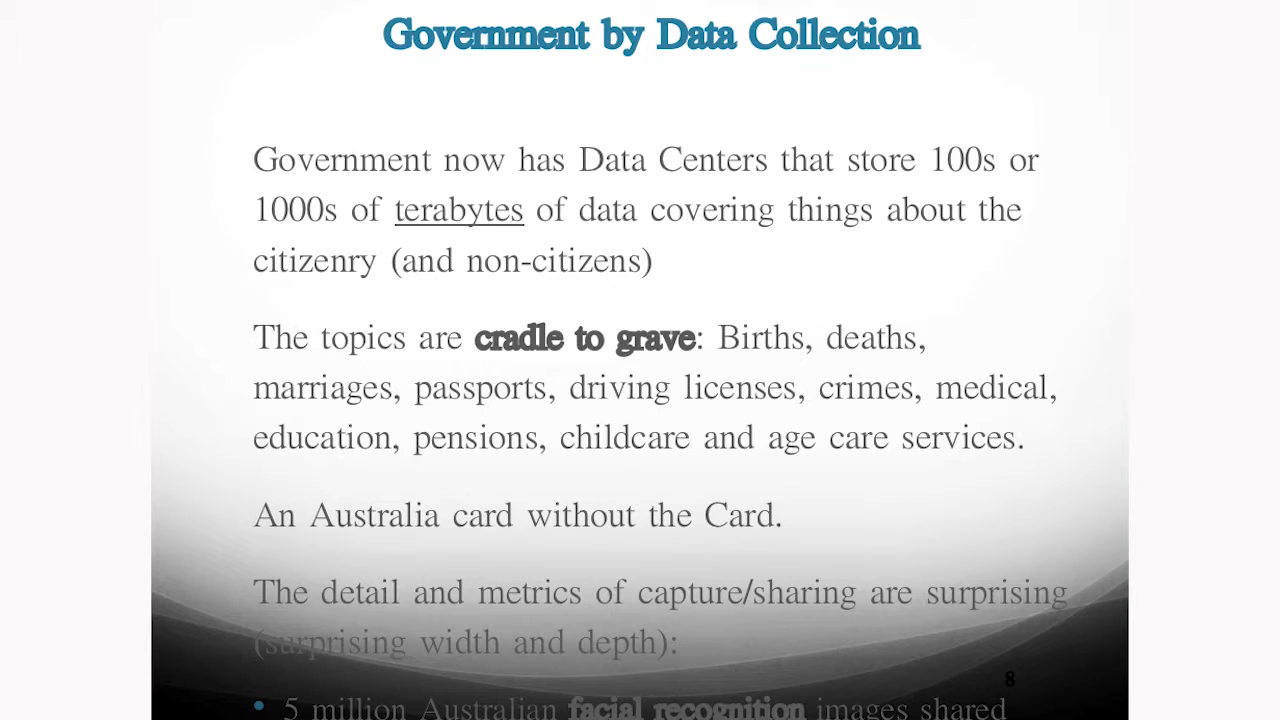 Government by Data Collection
Government now has Data Centers that store 100s or
1000s of terabytes of data covering things about the
citizenry (and non-citizens)
The topics are cradle to grave: Births, deaths,
marriages, passports, driving licenses, crimes, medical,
education, pensions, childcare and age care services.
An Australia card without the Card.
The detail and metrics of capture/sharing are surprising
(surprising width and depth):
8
• 5 million Australian facial recognition images shared